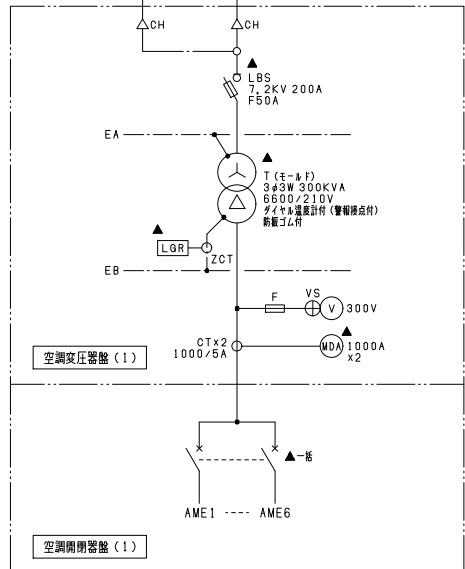 CH
CH
LBS
7.2KV 200A
F50A
EA
T(モールド)
3φ3W 300KVA
6600/210V
ダイヤル温度計付(警報接点付)
防振ゴム付
LGR
ZCT
EB
F
VS
V
300V
CT×2
1000/5A
MDA
1000A
×2
空調変圧器盤(1)
一括
AME1 ---- AME6
空調開閉器盤(1)